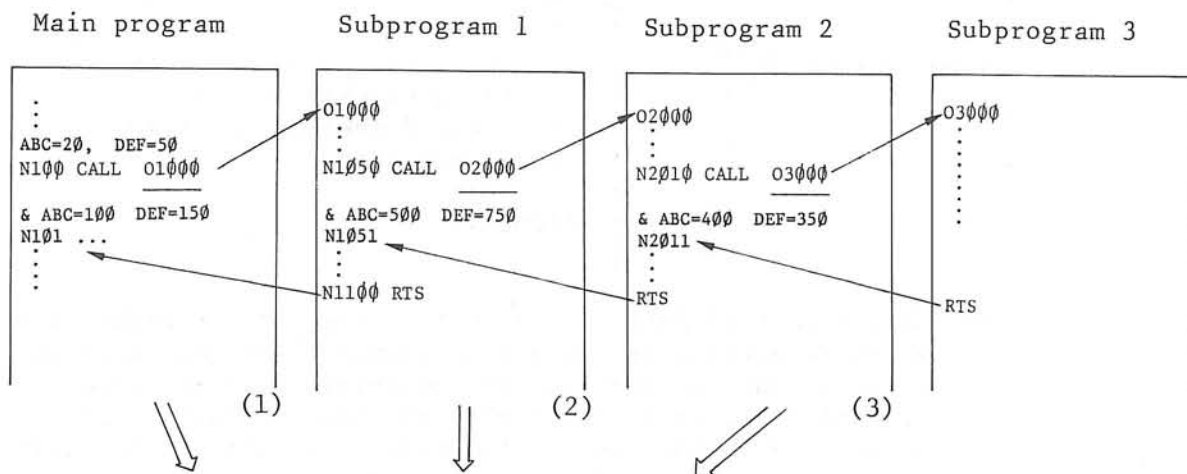 Main program
⋮
ABC=2Ø, DEF=5Ø
N1ØØ CALL O1ØØØ
& ABC=1ØØ DEF=15Ø
N1Ø1 ...
⋮
(1)
Subprogram 1
O1ØØØ
⋮
N1Ø5Ø CALL O2ØØØ
& ABC=5ØØ DEF=75Ø
N1Ø51
⋮
N11ØØ RTS
(2)
Subprogram 2
O2ØØØ
⋮
N2Ø1Ø CALL O3ØØØ
& ABC=4ØØ DEF=35Ø
N2Ø11
⋮
RTS
(3)
Subprogram 3
O3ØØØ
⋮
RTS